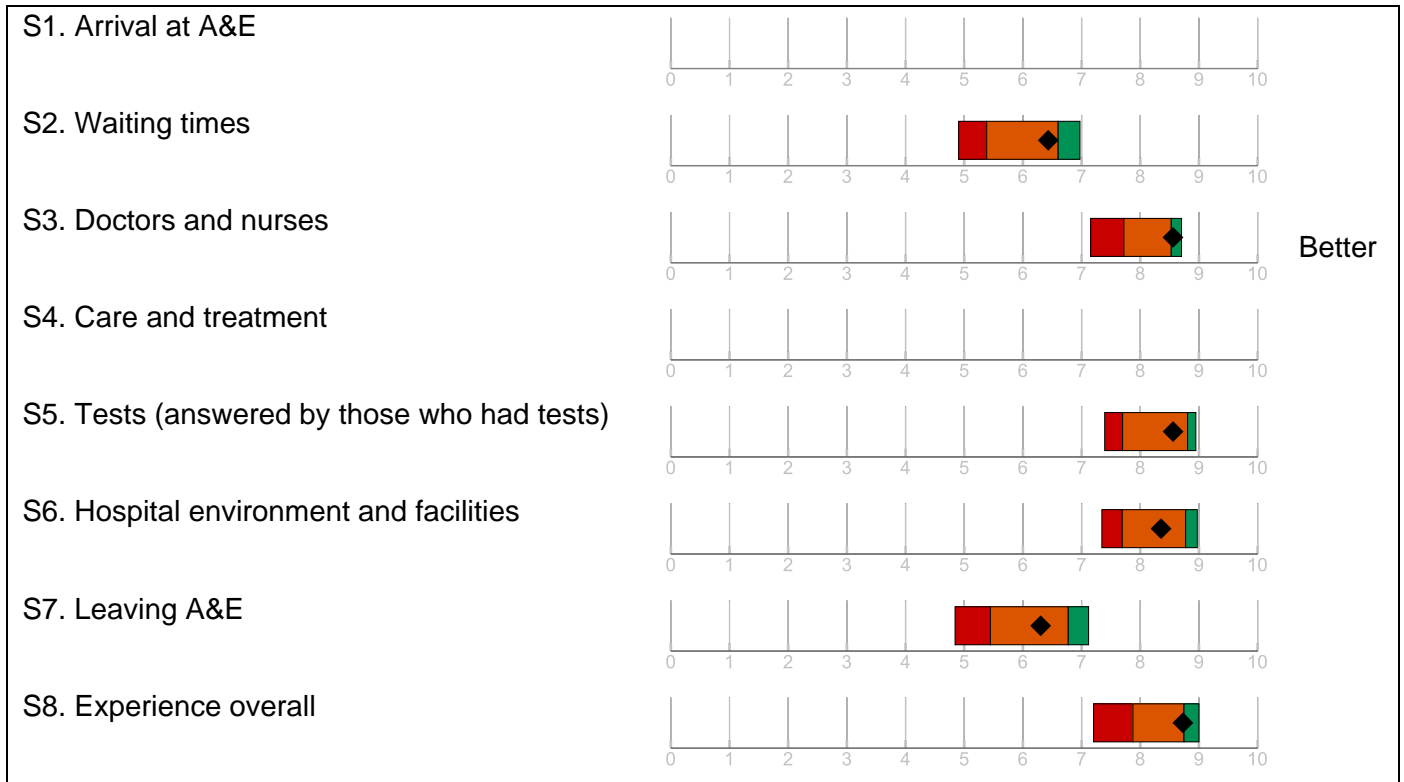 S1. Arrival at A&E
0 1 2 3 4 5 6 7 8 9 10
S2. Waiting times
0 1 2 3 4 5 6 7 8 9 10
S3. Doctors and nurses
Better
0 1 2 3 4 5 6 7 8 9 10
S4. Care and treatment
0 1 2 3 4 5 6 7 8 9 10
S5. Tests (answered by those who had tests)
0 1 2 3 4 5 6 7 8 9 10
S6. Hospital environment and facilities
0 1 2 3 4 5 6 7 8 9 10
S7. Leaving A&E
0 1 2 3 4 5 6 7 8 9 10
S8. Experience overall
0 1 2 3 4 5 6 7 8 9 10